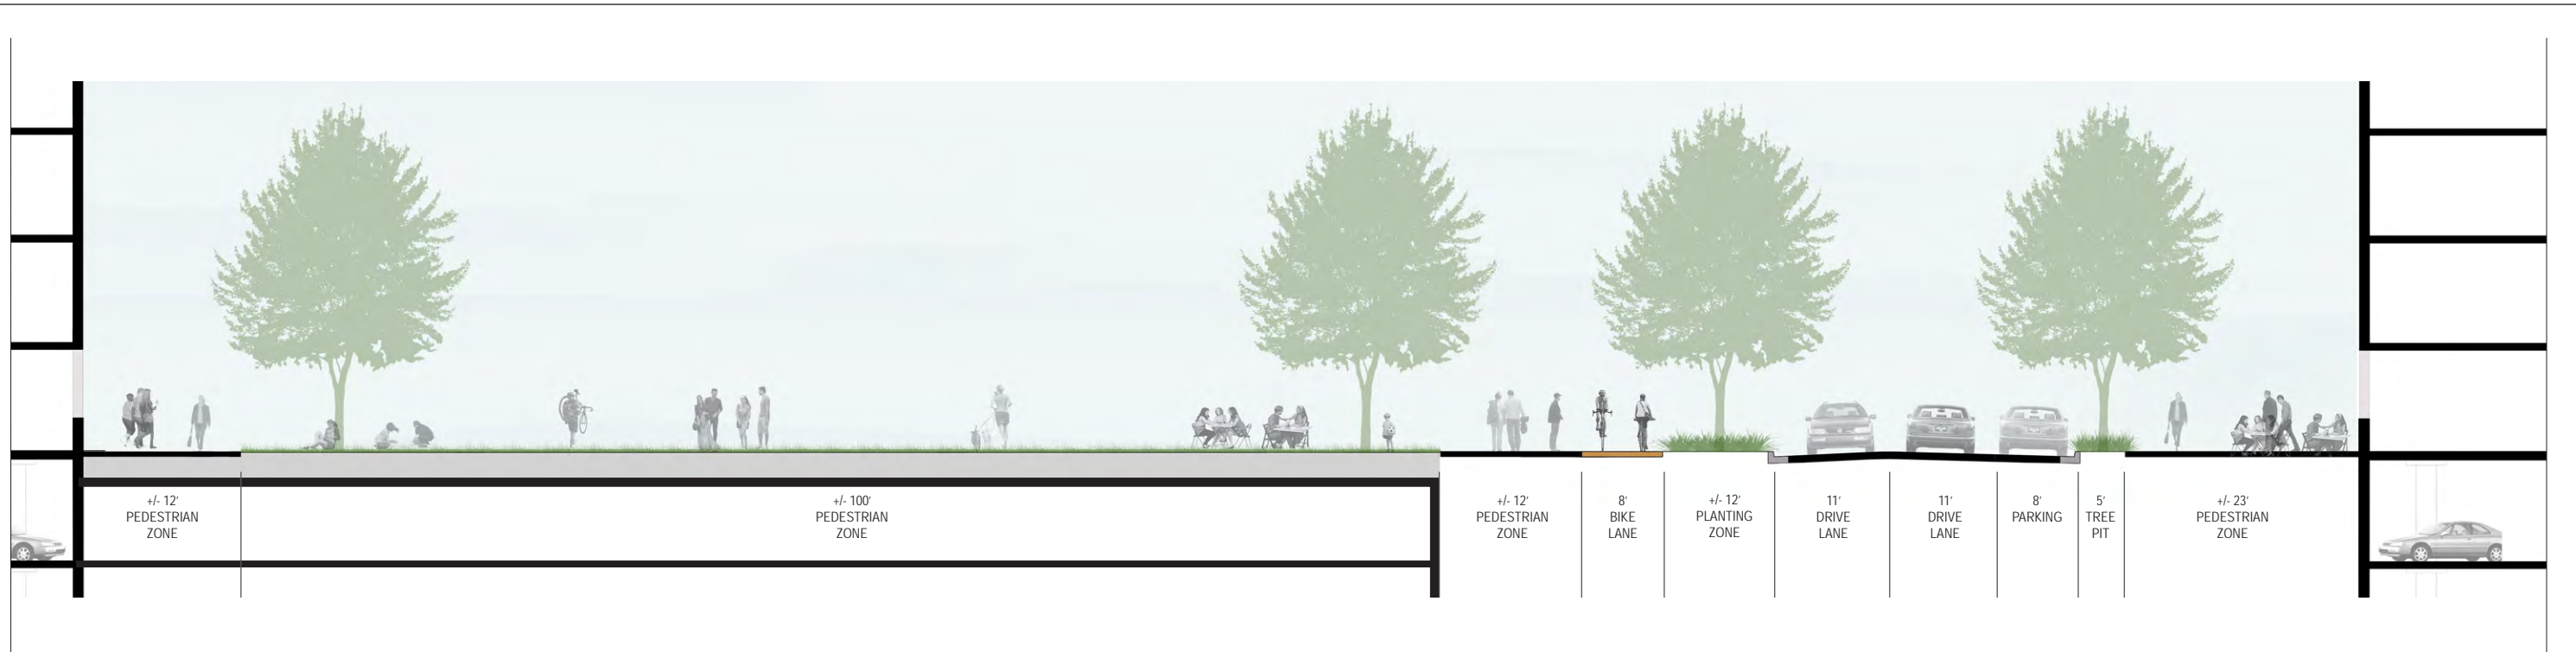 +/- 12'
PEDESTRIAN
ZONE
+/- 100'
PEDESTRIAN
ZONE
+/- 12'
PEDESTRIAN
ZONE
8'
BIKE
LANE
+/- 12'
PLANTING
ZONE
11'
DRIVE
LANE
11'
DRIVE
LANE
8'
PARKING
5'
TREE
PIT
+/- 23'
PEDESTRIAN
ZONE